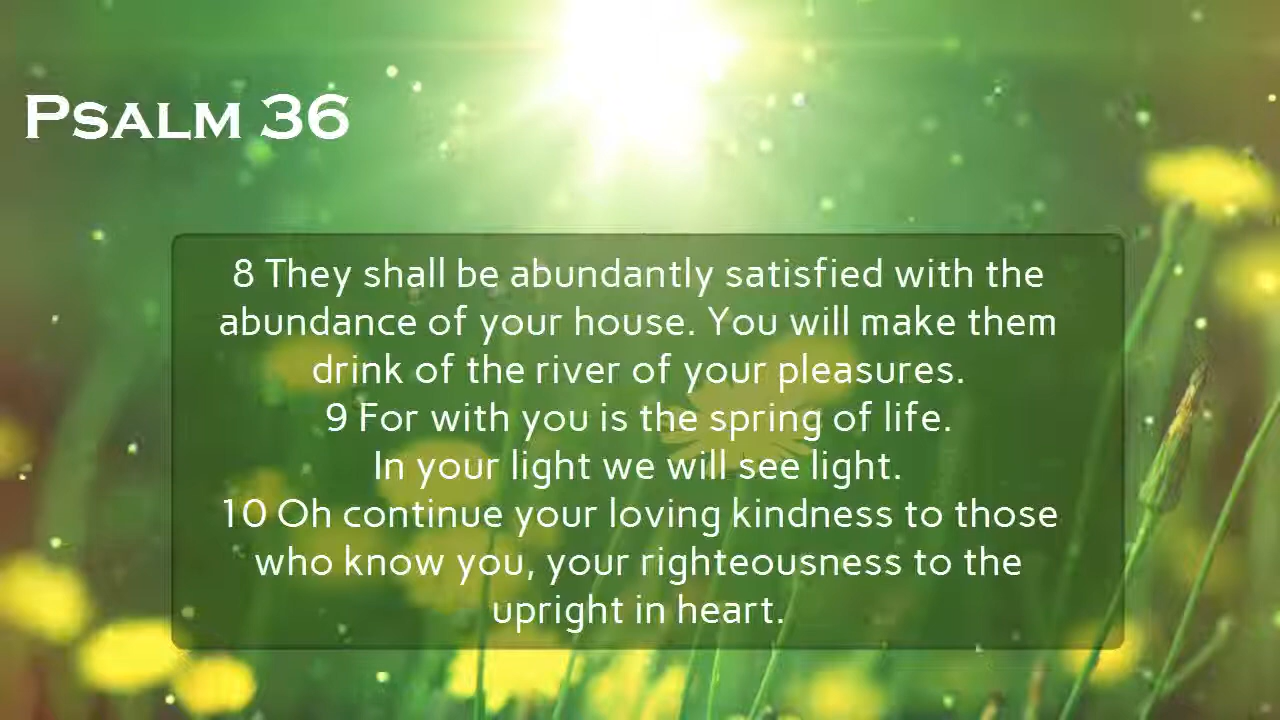 Psalm 36
8 They shall be abundantly satisfied with the
abundance of your house. You will make them
drink of the river of your pleasures.
9 For with you is the spring of life.
In your light we will see light.
10 Oh continue your loving kindness to those
who know you, your righteousness to the
upright in heart.